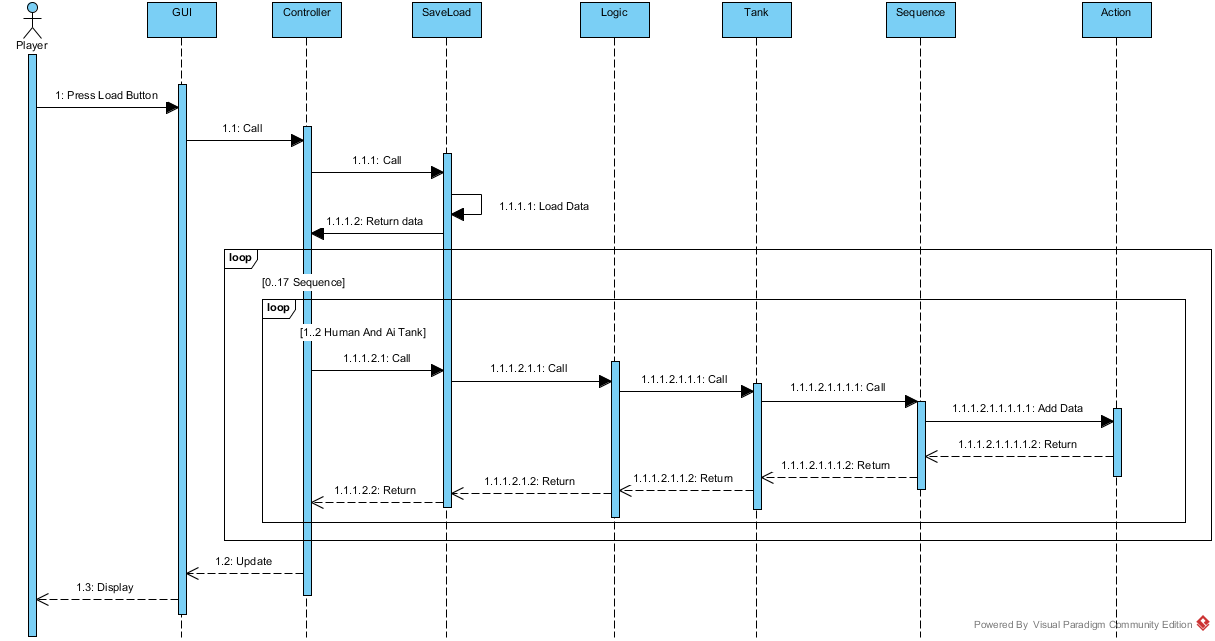 GUI
Controller
SaveLoad
Logic
Tank
Sequence
Action
Player
1: Press Load Button
1.1: Call
1.1.1: Call
1.1.1.1: Load Data
1.1.1.2: Return data
loop
[0..17 Sequence]
loop
[1..2 Human And Ai Tank]
1.1.1.2.1: Call
1.1.1.2.1.1: Call
1.1.1.2.1.1.1: Call
1.1.1.2.1.1.1.1: Call
1.1.1.2.1.1.1.1.1: Add Data
1.1.1.2.1.1.1.1.2: Return
1.1.1.2.1.1.1.2: Return
1.1.1.2.1.1.2: Return
1.1.1.2.1.2: Return
1.1.1.2.2: Return
1.2: Update
1.3: Display
Powered By Visual Paradigm Community Edition